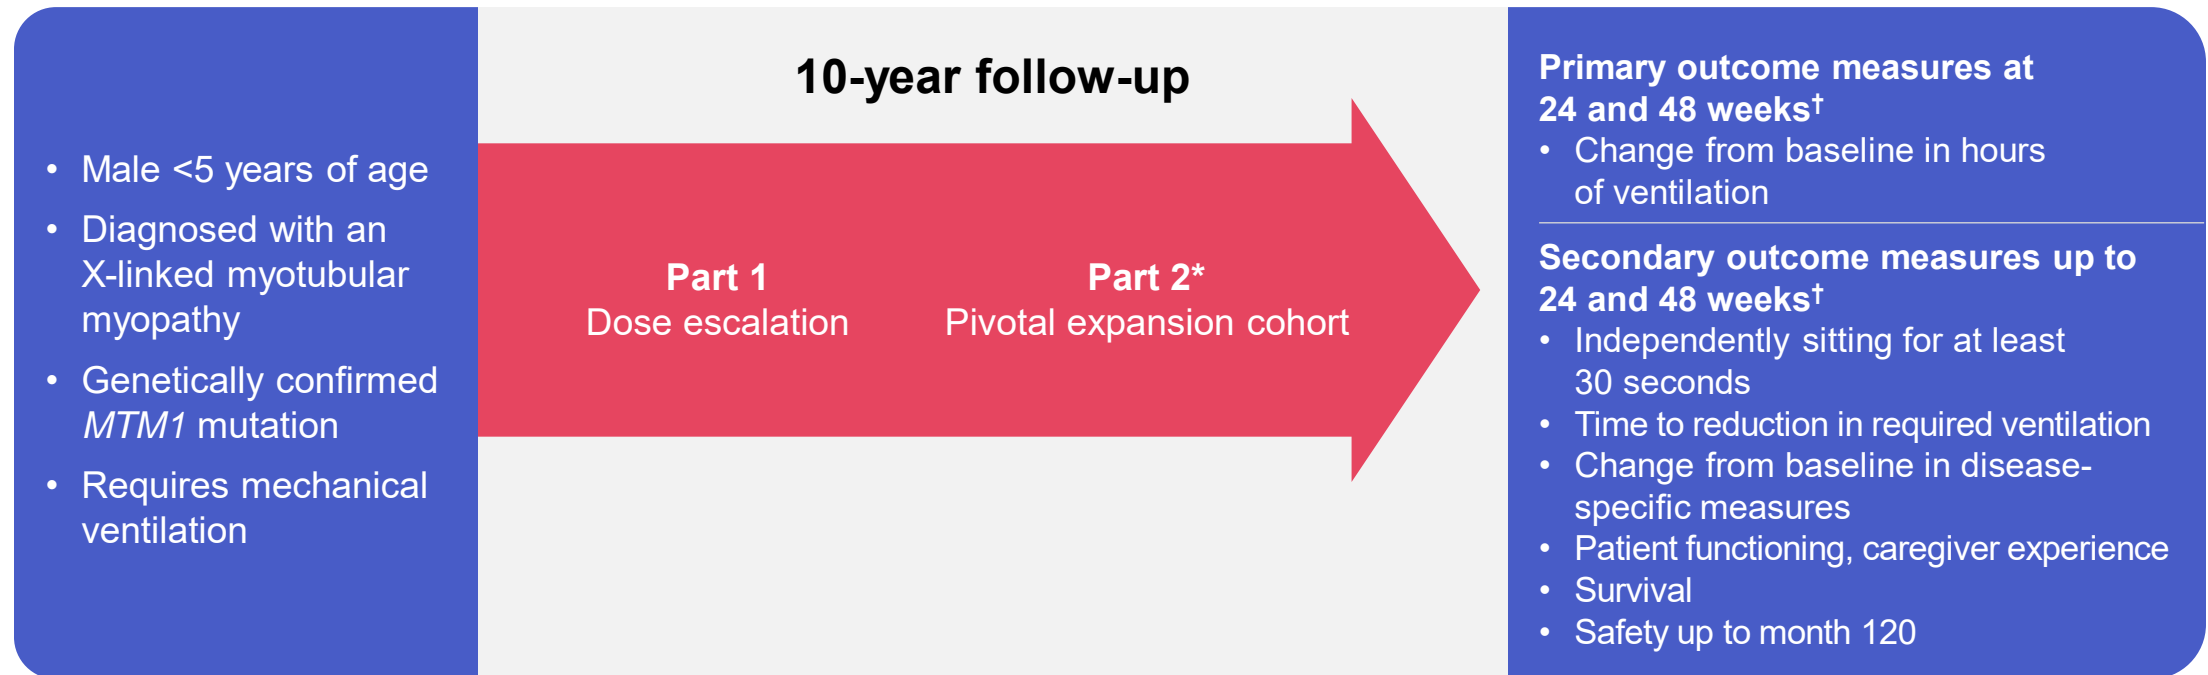 • Male <5 years of age
• Diagnosed with an
X-linked myotubular
myopathy
• Genetically confirmed
MTM1 mutation
• Requires mechanical
ventilation
10-year follow-up
Part 1
Dose escalation
Part 2*
Pivotal expansion cohort
Primary outcome measures at
24 and 48 weeks†
• Change from baseline in hours
of ventilation
Secondary outcome measures up to
24 and 48 weeks†
• Independently sitting for at least
30 seconds
• Time to reduction in required ventilation
• Change from baseline in disease-
specific measures
• Patient functioning, caregiver experience
• Survival
• Safety up to month 120